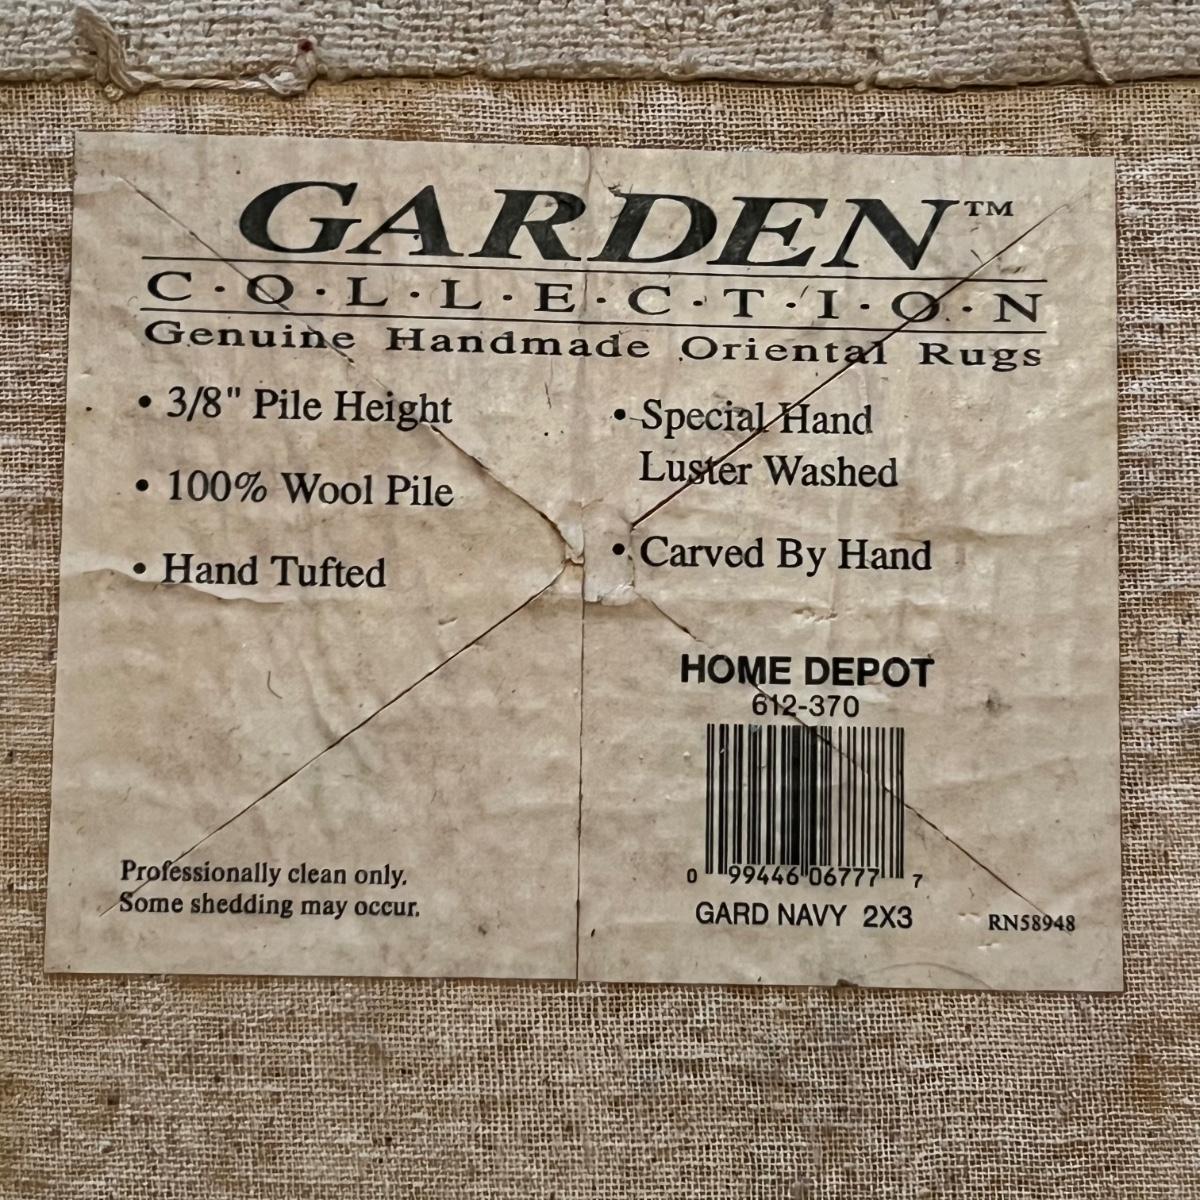 GARDEN™
C·O·L·L·E·C·T·I·O·N
Genuine Handmade Oriental Rugs
• 3/8" Pile Height
• 100% Wool Pile
• Hand Tufted
• Special Hand
Luster Washed
• Carved By Hand
HOME DEPOT
612-370
0 99446 06777 7
GARD NAVY 2X3
RN58948
Professionally clean only.
Some shedding may occur.